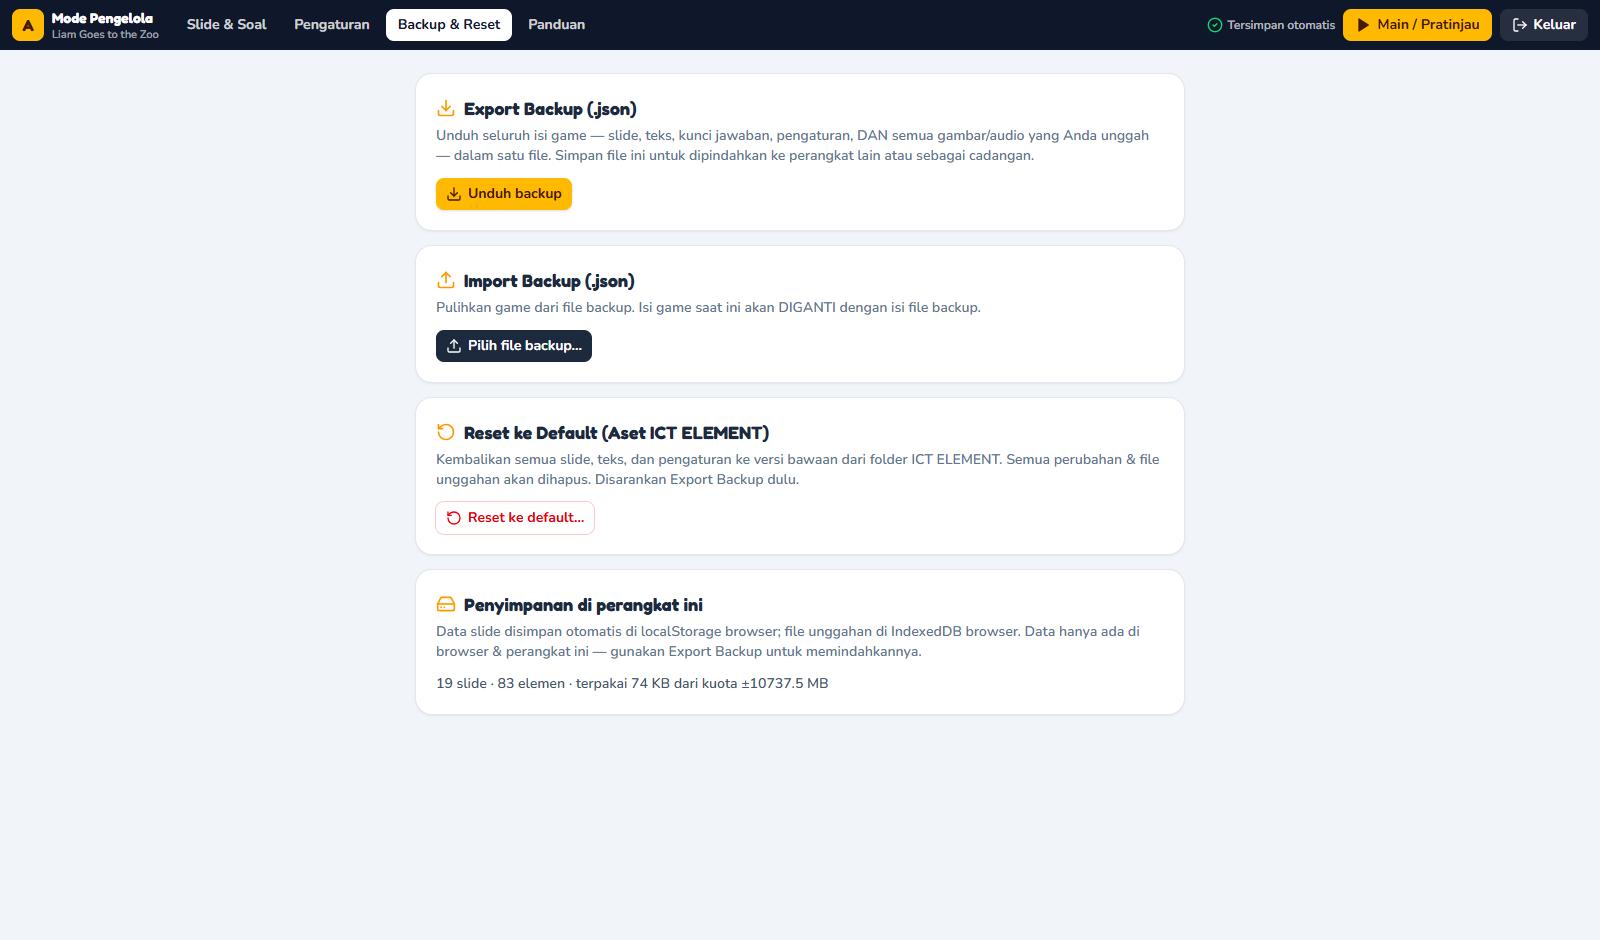 A
Mode Pengelola
Liam Goes to the Zoo
Slide & Soal
Pengaturan
Backup & Reset
Panduan
Tersimpan otomatis
Main / Pratinjau
Keluar
Export Backup (.json)
Unduh seluruh isi game — slide, teks, kunci jawaban, pengaturan, DAN semua gambar/audio yang Anda unggah
— dalam satu file. Simpan file ini untuk dipindahkan ke perangkat lain atau sebagai cadangan.
Unduh backup
Import Backup (.json)
Pulihkan game dari file backup. Isi game saat ini akan DIGANTI dengan isi file backup.
Pilih file backup...
Reset ke Default (Aset ICT ELEMENT)
Kembalikan semua slide, teks, dan pengaturan ke versi bawaan dari folder ICT ELEMENT. Semua perubahan & file
unggahan akan dihapus. Disarankan Export Backup dulu.
Reset ke default...
Penyimpanan di perangkat ini
Data slide disimpan otomatis di localStorage browser; file unggahan di IndexedDB browser. Data hanya ada di
browser & perangkat ini — gunakan Export Backup untuk memindahkannya.
19 slide · 83 elemen · terpakai 74 KB dari kuota ±10737.5 MB